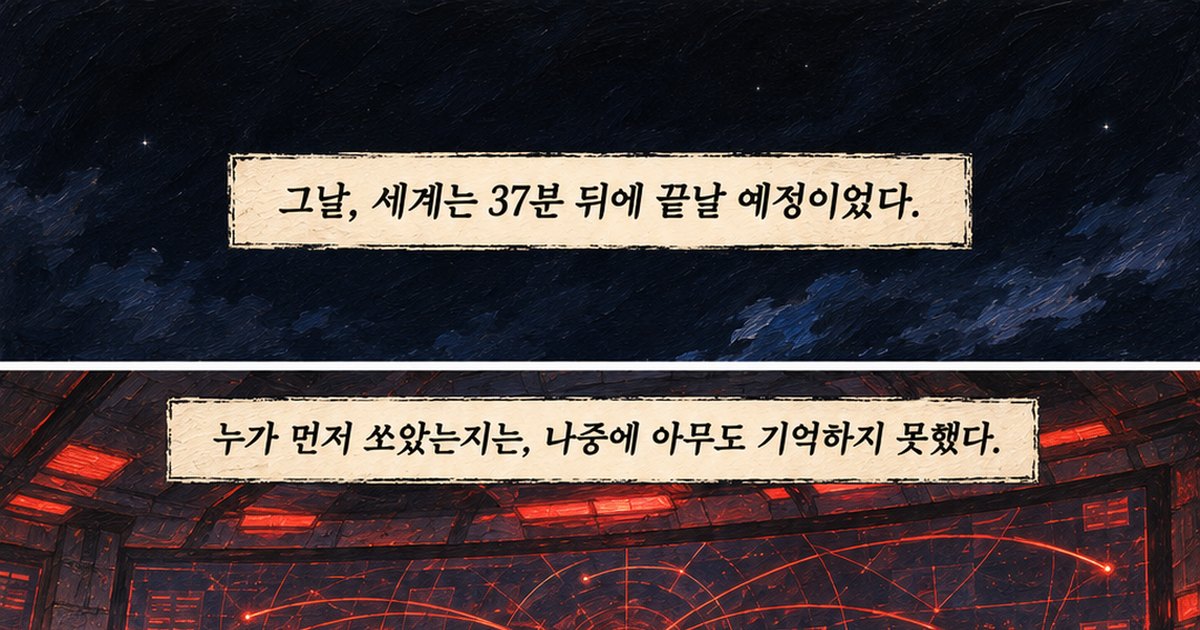 그날, 세계는 37분 뒤에 끝날 예정이었다.
누가 먼저 쏘았는지는, 나중에 아무도 기억하지 못했다.